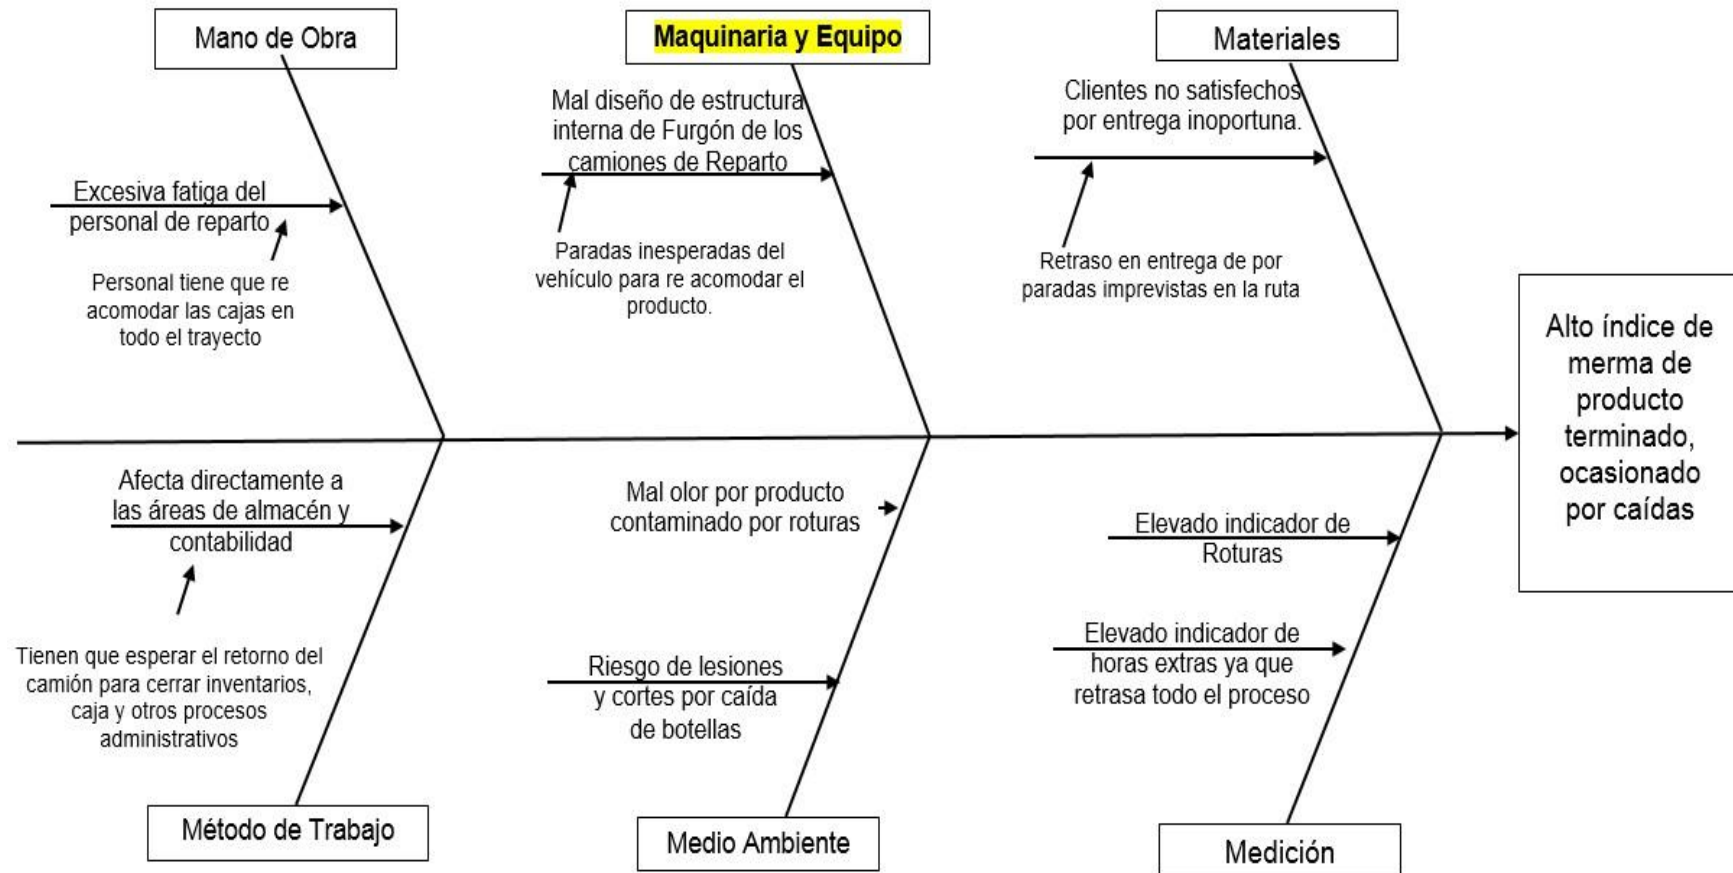 Mano de Obra
Maquinaria y Equipo
Materiales
Mal diseño de estructura
interna de Furgón de los
camiones de Reparto
Clientes no satisfechos
por entrega inoportuna.
Excesiva fatiga del
personal de reparto
Personal tiene que re
acomodar las cajas en
todo el trayecto
Paradas inesperadas del
vehículo para re acomodar el
producto.
Retraso en entrega de por
paradas imprevistas en la ruta
Alto índice de
merma de
producto
terminado,
ocasionado
por caídas
Afecta directamente a
las áreas de almacén y
contabilidad
Mal olor por producto
contaminado por roturas
Elevado indicador de
Roturas
Tienen que esperar el retorno del
camión para cerrar inventarios,
caja y otros procesos
administrativos
Riesgo de lesiones
y cortes por caída
de botellas
Elevado indicador de
horas extras ya que
retrasa todo el proceso
Método de Trabajo
Medio Ambiente
Medición